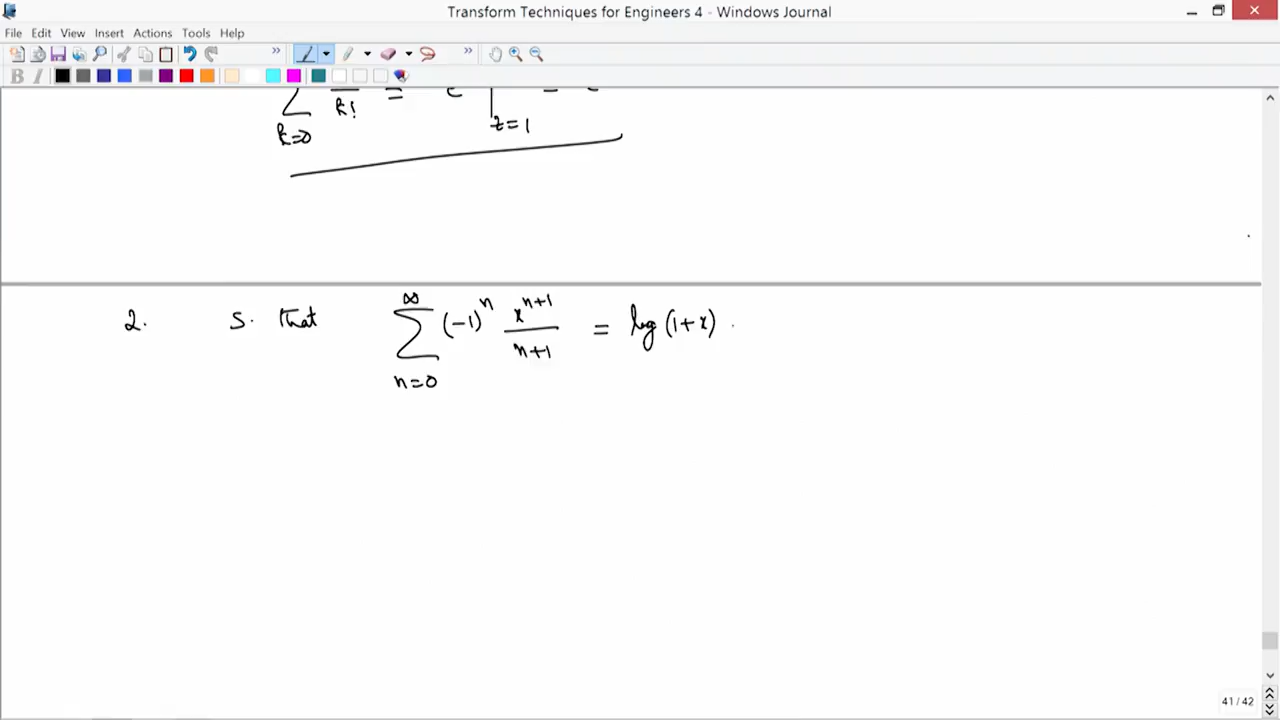 Transform Techniques for Engineers 4 - Windows Journal
File Edit View Insert Actions Tools Help
B I
k!
k=0
z=1
2. S. that ∑_{n=0}^{∞} (-1)^n x^{n+1}/(n+1) = log(1+x).
41 / 42